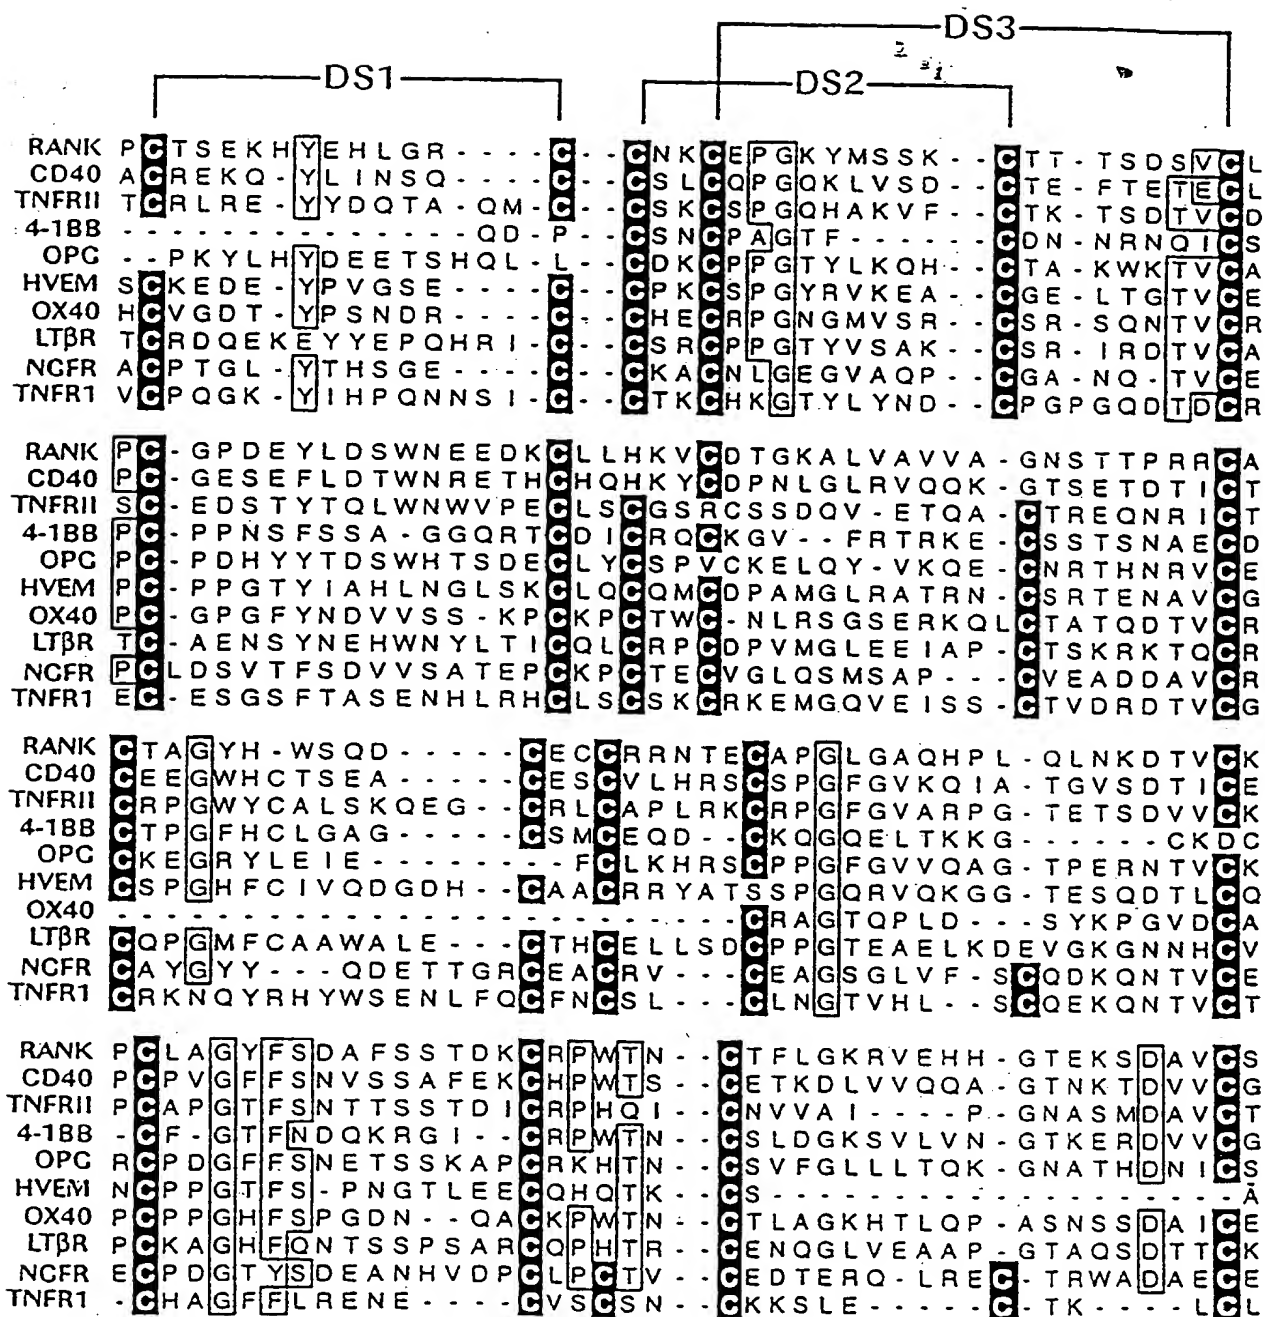 DS3
DS1
DS2
RANK PCTSEKHYEHLGR----C--CNKCEPGKYMSSK--CTT-TSDSVCL
CD40 ACREKQ-YLINSQ----C--CSLCQPGQKLVSD--CTE-FTETECL
TNFRII TCRLRE-YYDQTA-QM-C--CSKCSPGQHAKVF--CTK-TSDTVCD
4-1BB ------------QD-P--CSNCPAGTF-----CDN-NRNQICS
OPG --PKYLHYDEETSHQL-L--CDKCPPGTYLKQH--CTA-KWKTVCA
HVEM SCKEDE-YPVGSE----C--CPKCSPGYRVKEA--CGE-LTGTVCE
OX40 HCVGDT-YPSNDR----C--CHECRPGNGMVSR--CSR-SQNTVCR
LTβR TCRDQEKEYYEPQHRI-C--CSRCPPGTYVSAK--CSR-IRDTVCA
NGFR ACPTGL-YTHSGE----C--CKACNLGEGVAQP--CGA-NQ-TVCE
TNFR1 VCPQGK-YIHPQNNSI-C--CTKCHKGTYLYND--CPGPGQDTDCR
RANK PC-GPDEYLDSWNEEDKCLLHKVCDTGKALVAVVA-GNSTTPRRCA
CD40 PC-GESEFLDTWNRETHCHQHKYCDPNLGLRVQQK-GTSETDTICT
TNFRII SC-EDSTYTQLWNWVPECLSCGSRCSSDQV-ETQA-CTREQNRICT
4-1BB PC-PPNSFSSA-GGQRTCDICRQCKGV--FRTRKE-CSSTSNAECD
OPG PC-PDHYYTDSWHTSDECLYCSPVCKELQY-VKQE-CNRTHNRVCE
HVEM PC-PPGTYIAHLNGLSKCLQCQMCDPAMGLRATRN-CSRTENAVCG
OX40 PC-GPGFYNDVVSS-KPCKPCTWC-NLRSGSERKQLCTATQDTVCR
LTβR TC-AENSYNEHWNYLTICQLCRPCDPVMGLEEIAP-CTSKRKTQCR
NGFR PCLDSVTFSDVVSATEPCKPCTECVGLQSMSAP---CVEADDAVCR
TNFR1 EC-ESGSFTASENHLRHCLSCSKCRKEMGQVEISS-CTVDRDTVCG
RANK CTAGYH-WSQD-----CECCRRNTECAPGLGAQHPL-QLNKDTVCK
CD40 CEEGWHCTSEA-----CESCVLHRSCSPGFGVKQIA-TGVSDTICE
TNFRII CRPGWYCALSKQEG--CRLCAPLRKCRPGFGVARPG-TETSDVVCK
4-1BB CTPGFHCLGAG-----CSMCEQD--CKQGQELTKKG------CKDC
OPG CKEGRYLEIE-------FCLKHRSCPPGFGVVQAG-TPERNTVCK
HVEM CSPGHFCIVQDGDH--CAACRRYATSSPGQRVQKGG-TESQDTLCQ
OX40 -----------------------CRAGTQPLD---SYKPGVDCA
LTβR CQPGMFCAAWALE---CTHCELLSDCPPGTEAELKDEVGKGNNHCV
NGFR CAYGYY---QDETTGRCEACRV---CEAGSGLVF-SCQDKQNTVCE
TNFR1 CRKNQYRHYWSENLFQCFNCSL---CLNGTVHL--SCQEKQNTVCT
RANK PCLAGYFSDAFSSTDKCRPWTN--CTFLGKRVEHH-GTEKSDAVCS
CD40 PCPVGFFSNVSSAFEKCHPWTS--CETKDLVVQQA-GTNKTDVVCG
TNFRII PCAPGTFSNTTSSTDICRPHQI--CNVVAI----P-GNASMDAVCT
4-1BB -CF-GTFNDQKRGI--CRPWTN--CSLDGKSVLVN-GTKERDVVCG
OPG RCPDGFFSNETSSKAPCRKHTN--CSVFGLLLTQK-GNATHDNICS
HVEM NCPPGTFS-PNGTLEECQHQTK--CS------------------A
OX40 PCPPGHFSPGDN--QACKPWTN--CTLAGKHTLQP-ASNSSDAICE
LTβR PCKAGHFQNTSSPSARCQPHTR--CENQGLVEAAP-GTAQSDTTCK
NGFR ECPDGTYSDEANHVDPCLPCTV--CEDTERQ-LREC-TRWADAECE
TNFR1 -CHAGFFLRENE----CVSCSN--CKKSLE-----C-TK----LCL